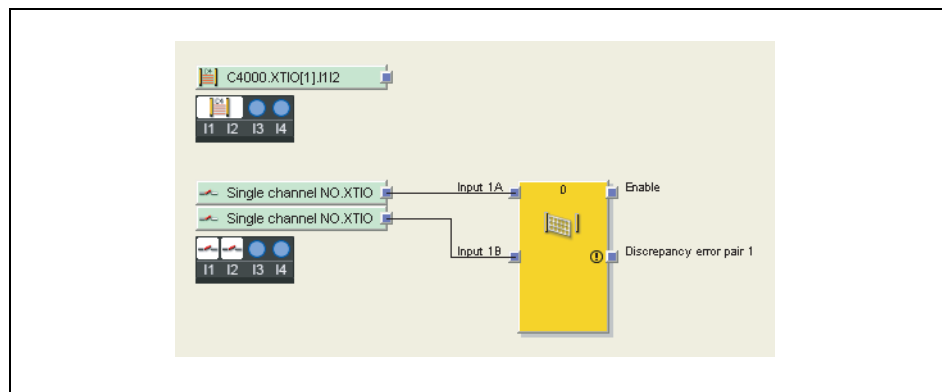 C4000.XTIO[1].I1I2
C4
I1 I2 I3 I4
Single channel NO.XTIO
Single channel NO.XTIO
I1 I2 I3 I4
Input 1A
0
Enable
Input 1B
Discrepancy error pair 1